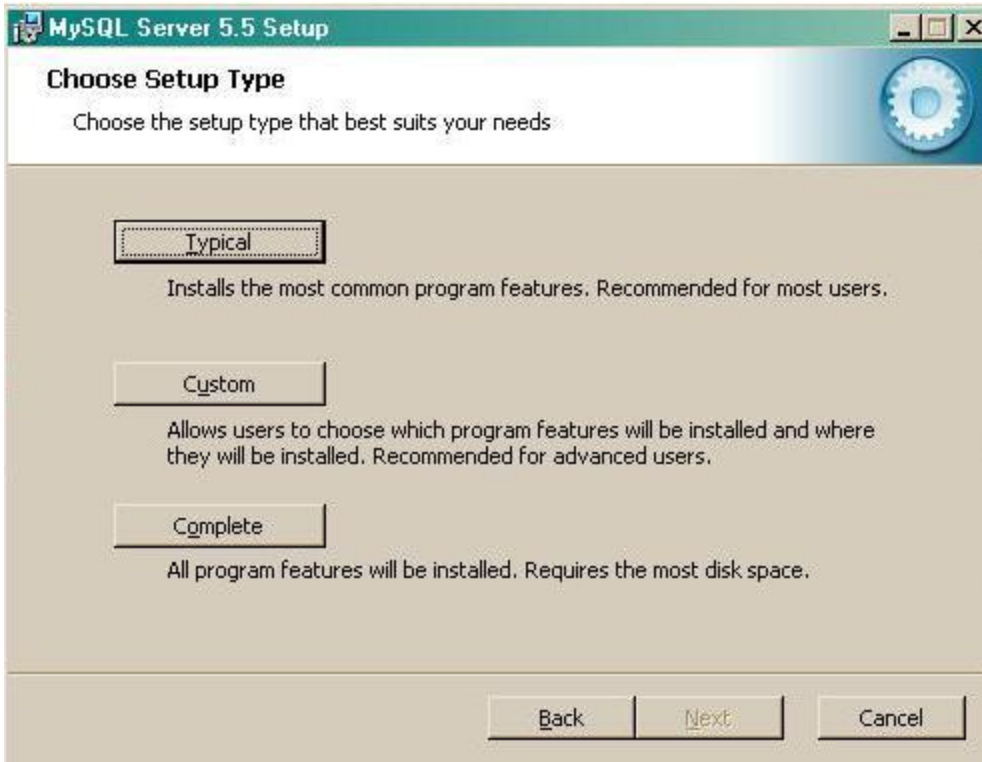 MySQL Server 5.5 Setup
Choose Setup Type
Choose the setup type that best suits your needs
Typical
Installs the most common program features. Recommended for most users.
Custom
Allows users to choose which program features will be installed and where
they will be installed. Recommended for advanced users.
Complete
All program features will be installed. Requires the most disk space.
Back Next Cancel